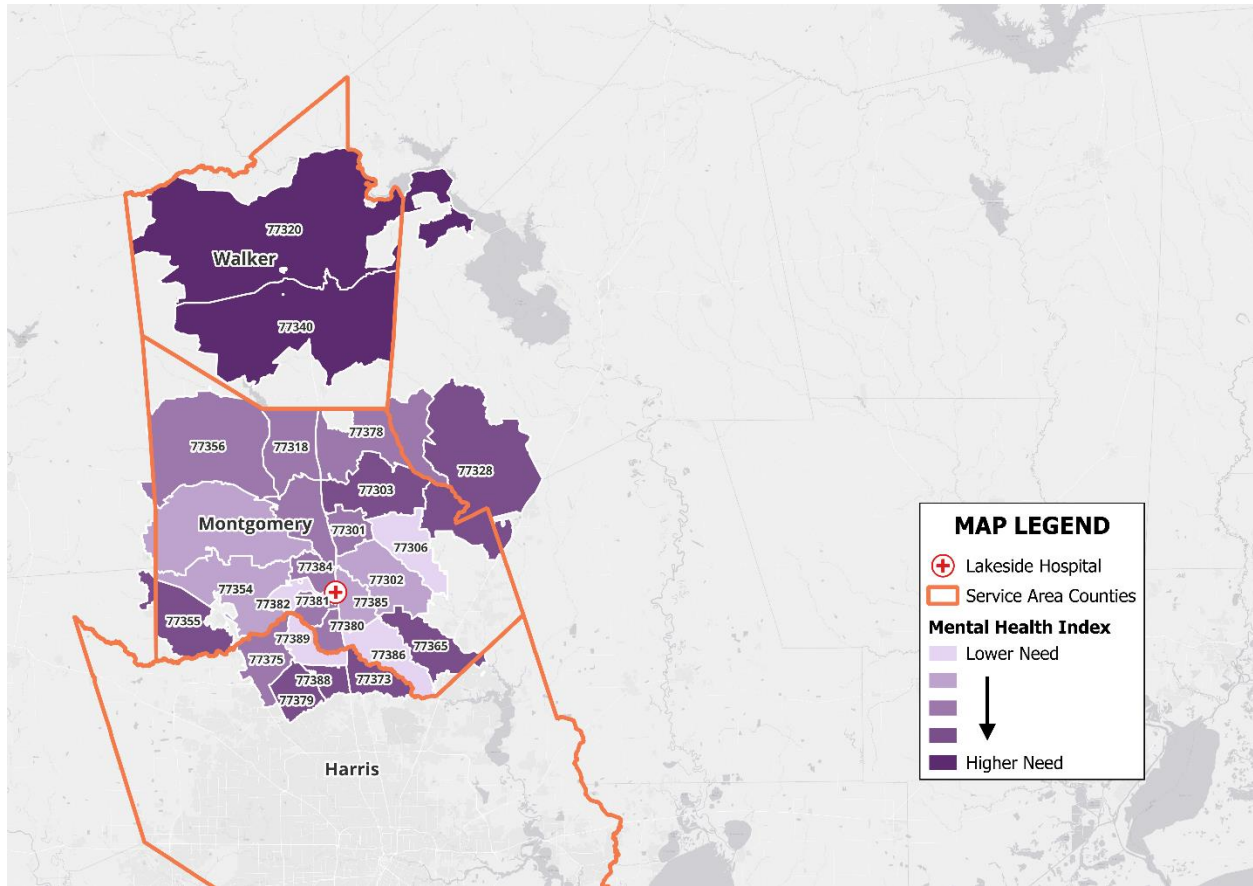 77320
Walker
77340
77356
77318
77378
77328
77303
Montgomery
77301
77306
77384
77302
77354
77382
77381
77385
77355
77380
77389
77365
77386
77375
77388
77373
77379
Harris
MAP LEGEND
Lakeside Hospital
Service Area Counties
Mental Health Index
Lower Need
Higher Need